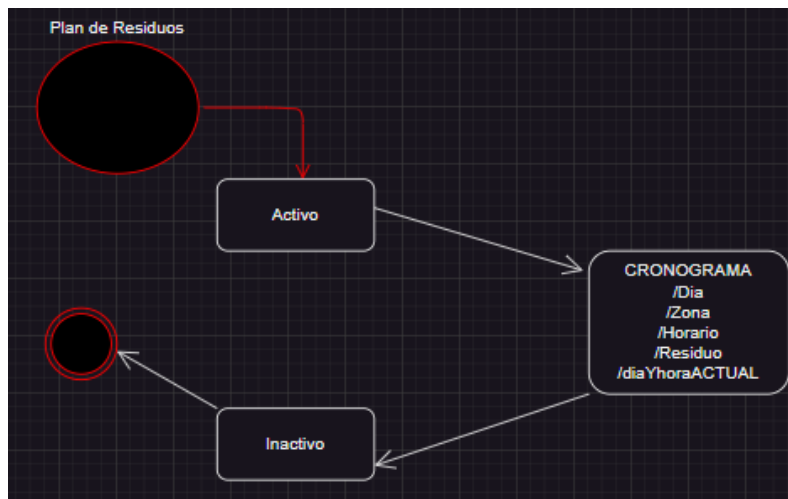 Plan de Residuos
Activo
CRONOGRAMA
/Dia
/Zona
/Horario
/Residuo
/diaYhoraACTUAL
Inactivo